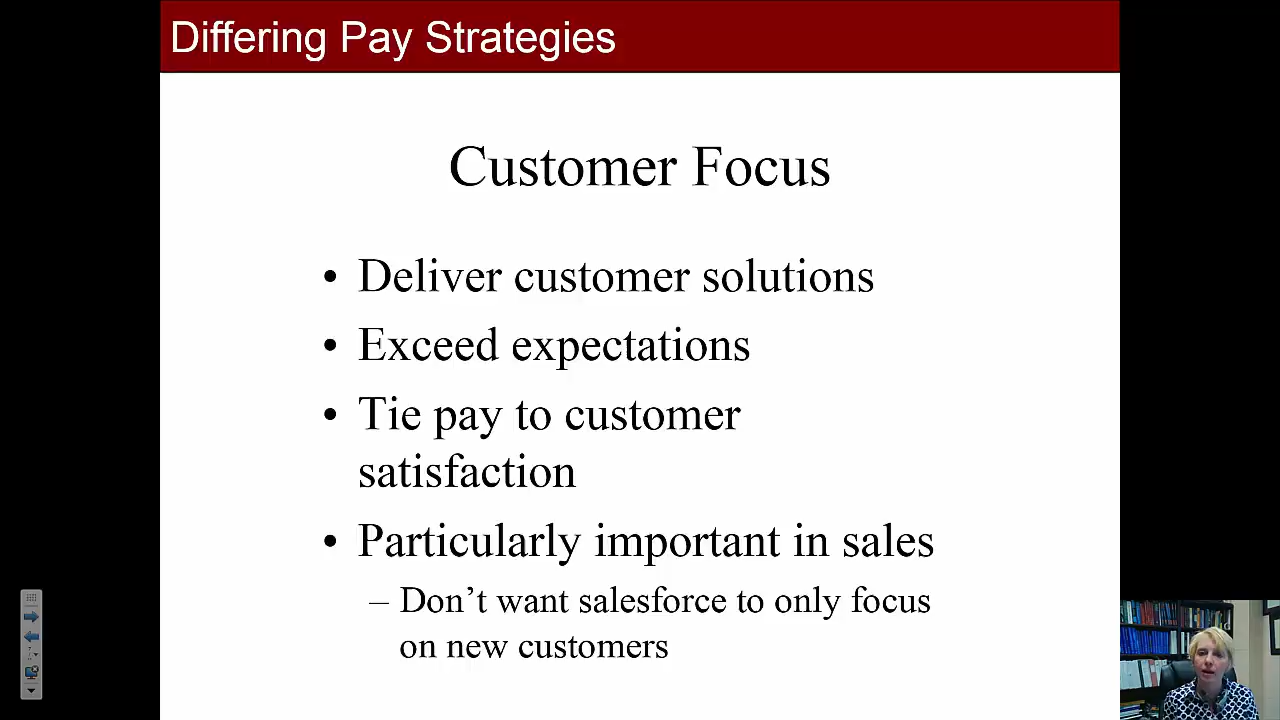 Differing Pay Strategies
Customer Focus
• Deliver customer solutions
• Exceed expectations
• Tie pay to customer
satisfaction
• Particularly important in sales
– Don’t want salesforce to only focus
on new customers